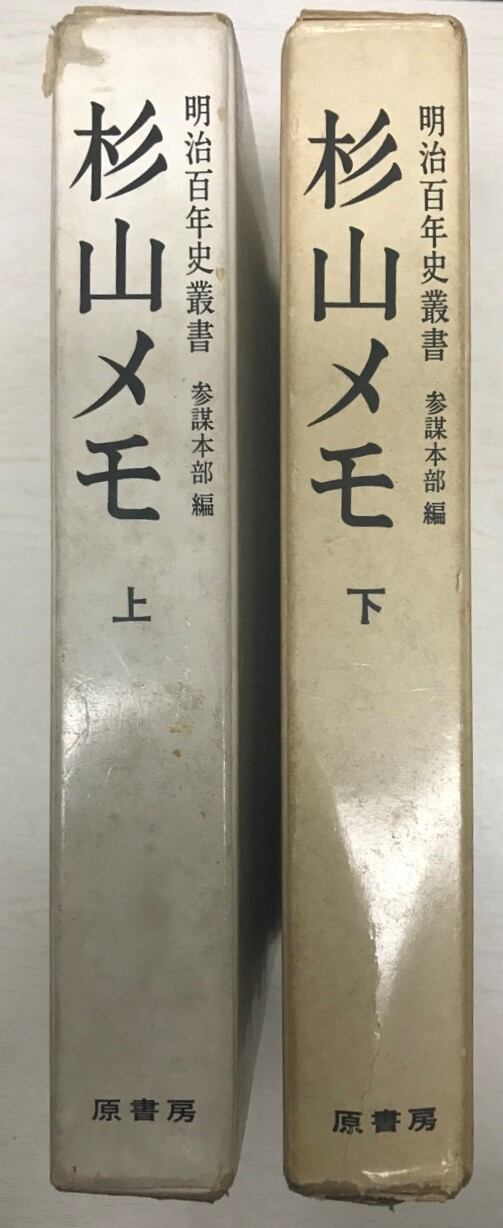 明治百年史叢書 参謀本部 編
杉山メモ 上
原書房
明治百年史叢書 参謀本部 編
杉山メモ 下
原書房